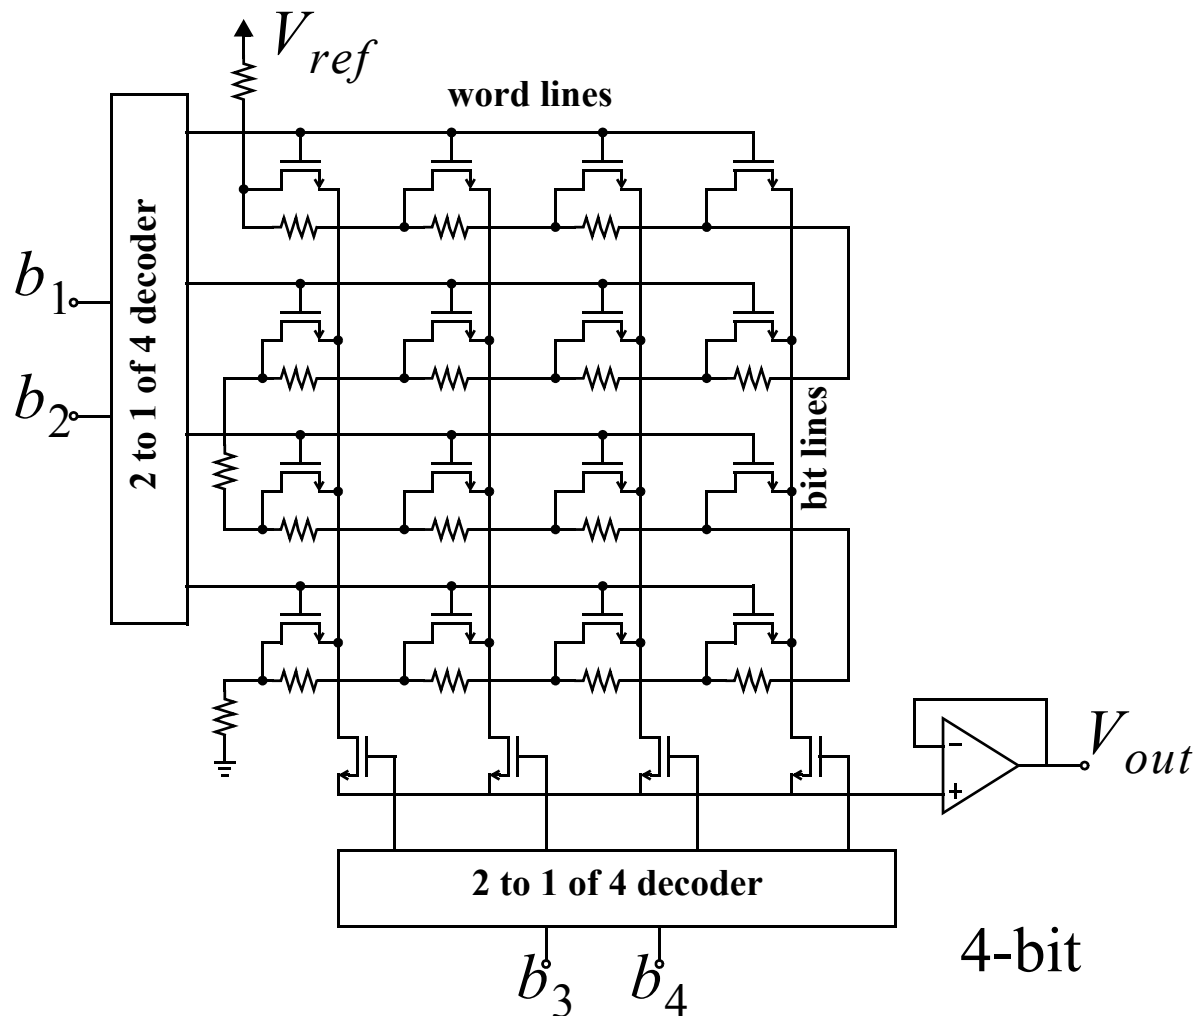 V_ref
word lines
2 to 1 of 4 decoder
b_1
b_2
bit lines
−
+
V_out
2 to 1 of 4 decoder
b_3
b_4
4-bit